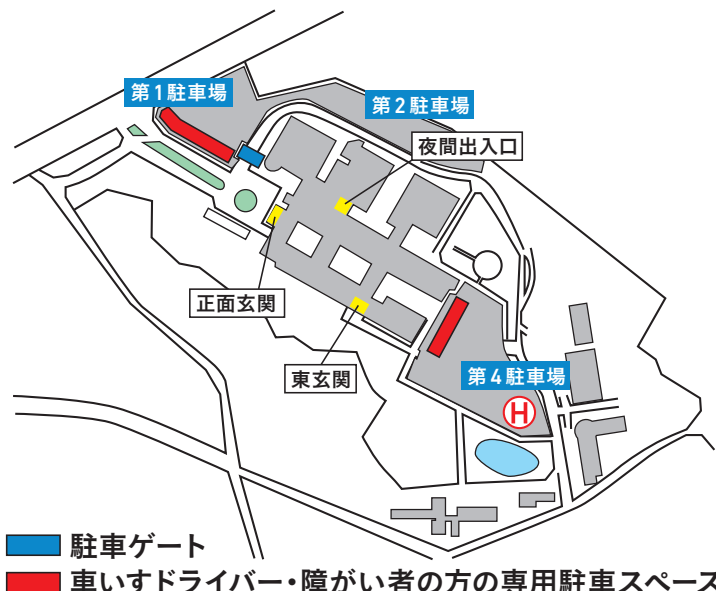 第1駐車場
第2駐車場
夜間出入口
正面玄関
東玄関
第4駐車場
H
駐車ゲート
車いすドライバー・障がい者の方の専用駐車スペース